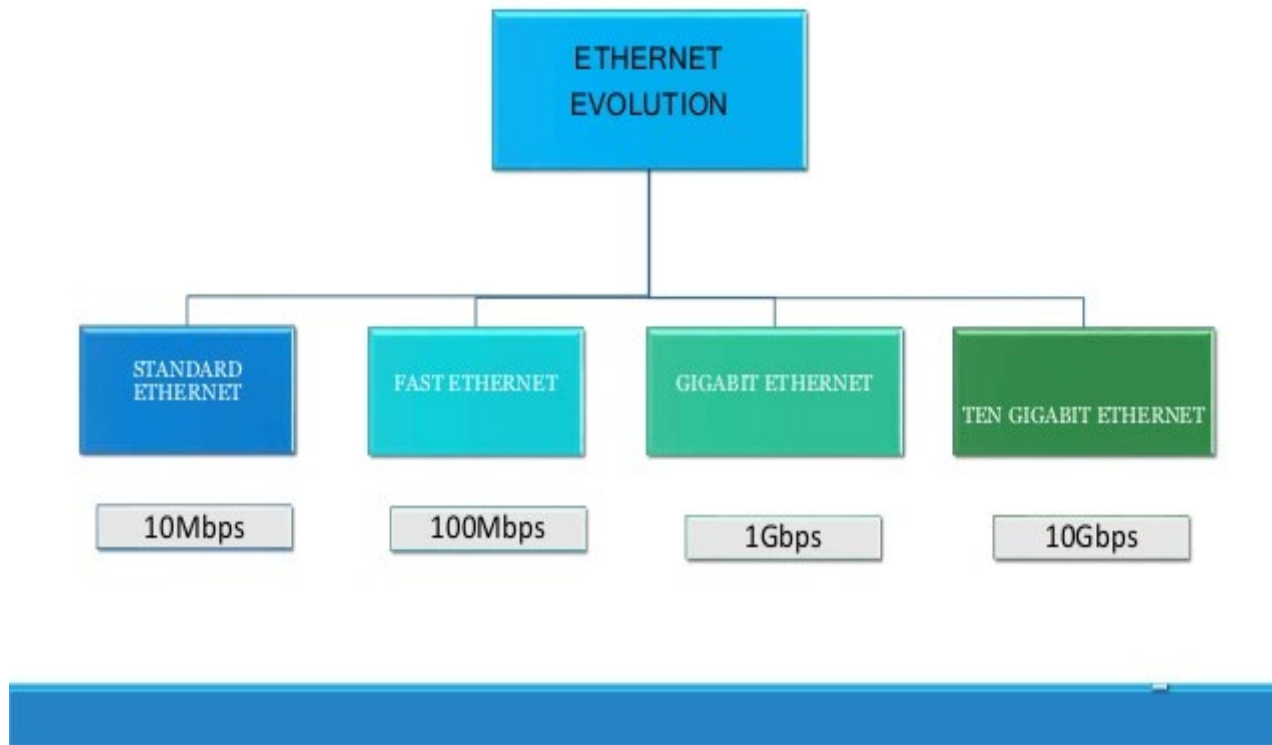 ETHERNET
EVOLUTION
STANDARD
ETHERNET
FAST ETHERNET
GIGABIT ETHERNET
TEN GIGABIT ETHERNET
10Mbps
100Mbps
1Gbps
10Gbps